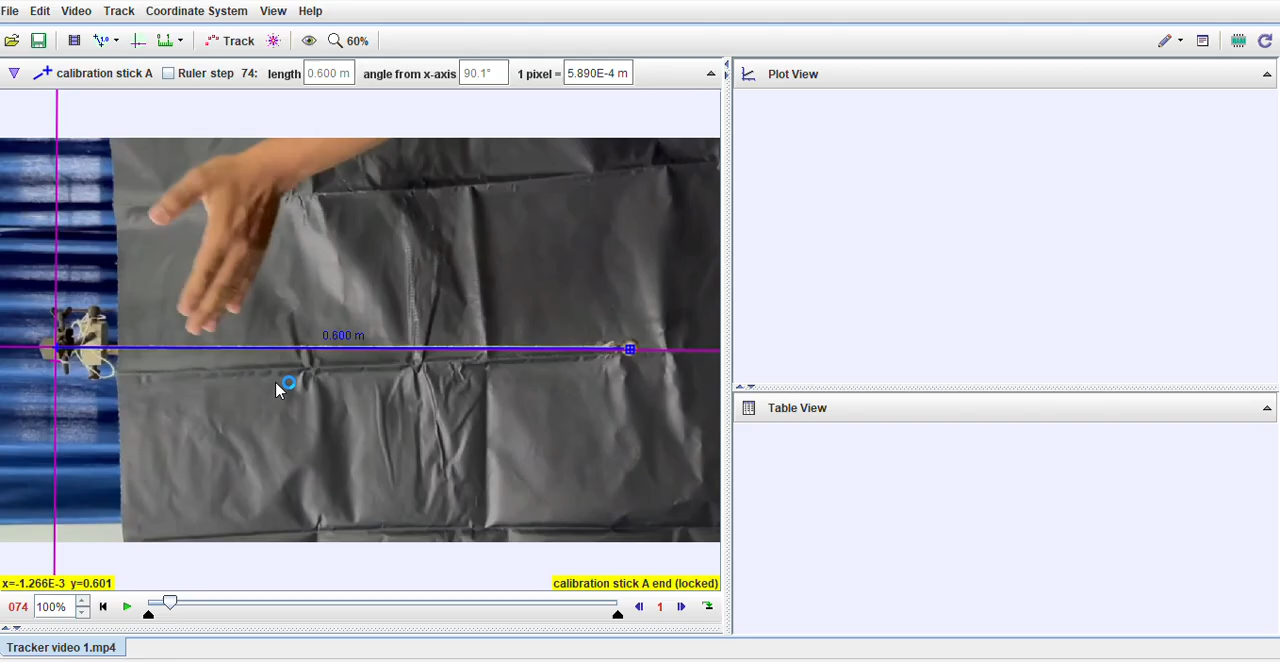 File Edit Video Track Coordinate System View Help
Track 60%
calibration stick A Ruler step 74: length 0.600 m angle from x-axis 90.1° 1 pixel = 5.890E-4 m
Plot View
0.600 m
Table View
x=-1.266E-3 y=0.601 calibration stick A end (locked)
074 100% 1
Tracker video 1.mp4